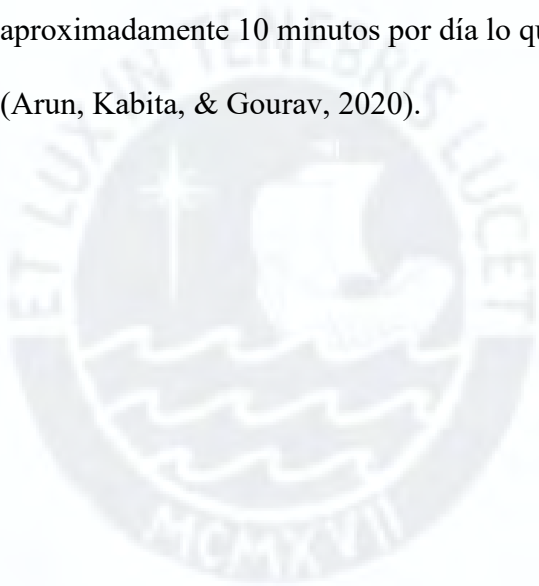 aproximadamente 10 minutos por día lo qu
(Arun, Kabita, & Gourav, 2020).
ET LUX IN TENEBRIS LUCET
MCMXVII